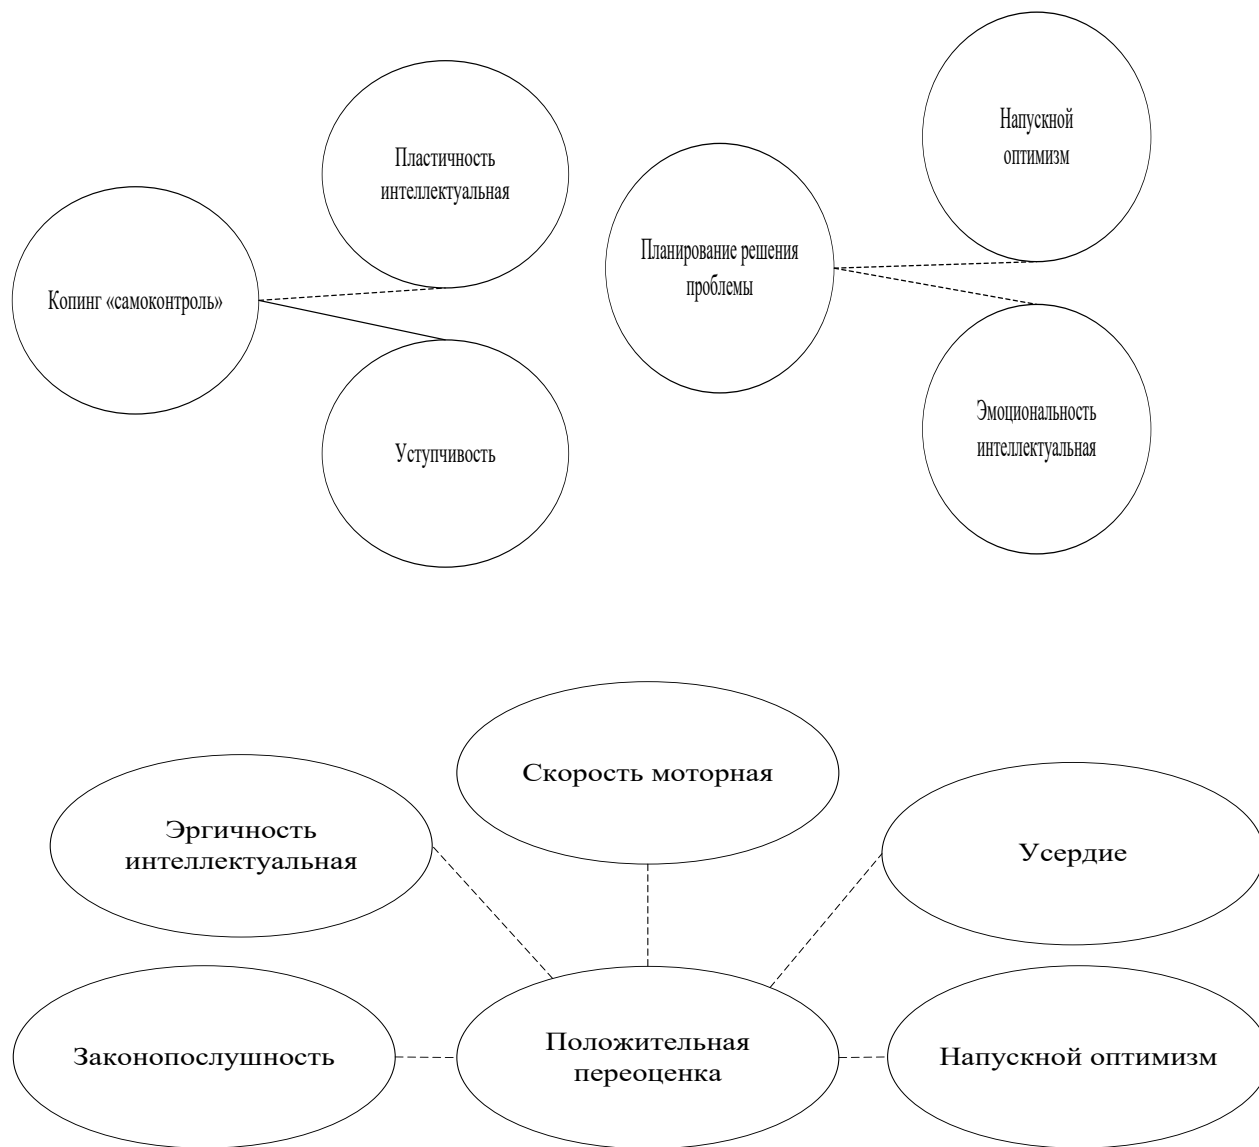 Напускной
оптимизм
Пластичность
интеллектуальная
Планирование решения
проблемы
Копинг «самоконтроль»
Эмоциональность
интеллектуальная
Уступчивость
Скорость моторная
Эргичность
интеллектуальная
Усердие
Законопослушность
Положительная
переоценка
Напускной оптимизм